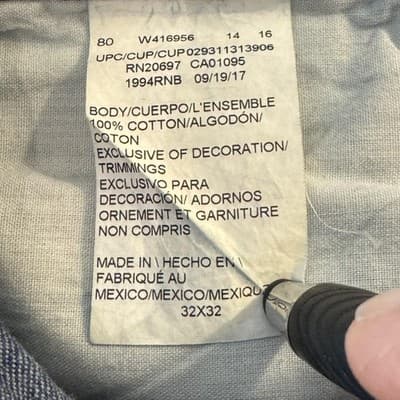 80 W416956 14 16
UPC/CUP/CUP029311313906
RN20697 CA01095
1994RNB 09/19/17
BODY/CUERPO/L'ENSEMBLE
100% COTTON/ALGODÓN/
COTON
EXCLUSIVE OF DECORATION/
TRIMMINGS
EXCLUSIVO PARA
DECORACIÓN/ ADORNOS
ORNEMENT ET GARNITURE
NON COMPRIS
MADE IN \ HECHO EN \
FABRIQUÉ AU
MEXICO/MEXICO/MEXIQU
32X32